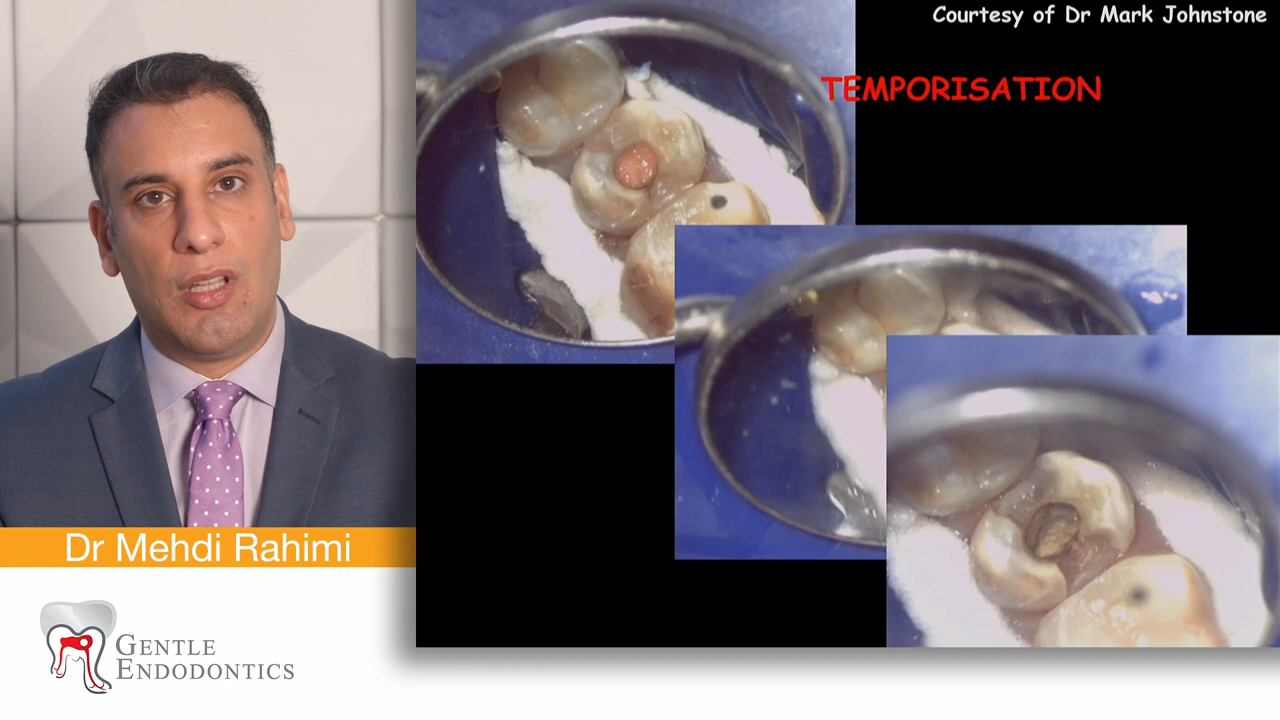 Courtesy of Dr Mark Johnstone
TEMPORISATION
Dr Mehdi Rahimi
GENTLE
ENDODONTICS